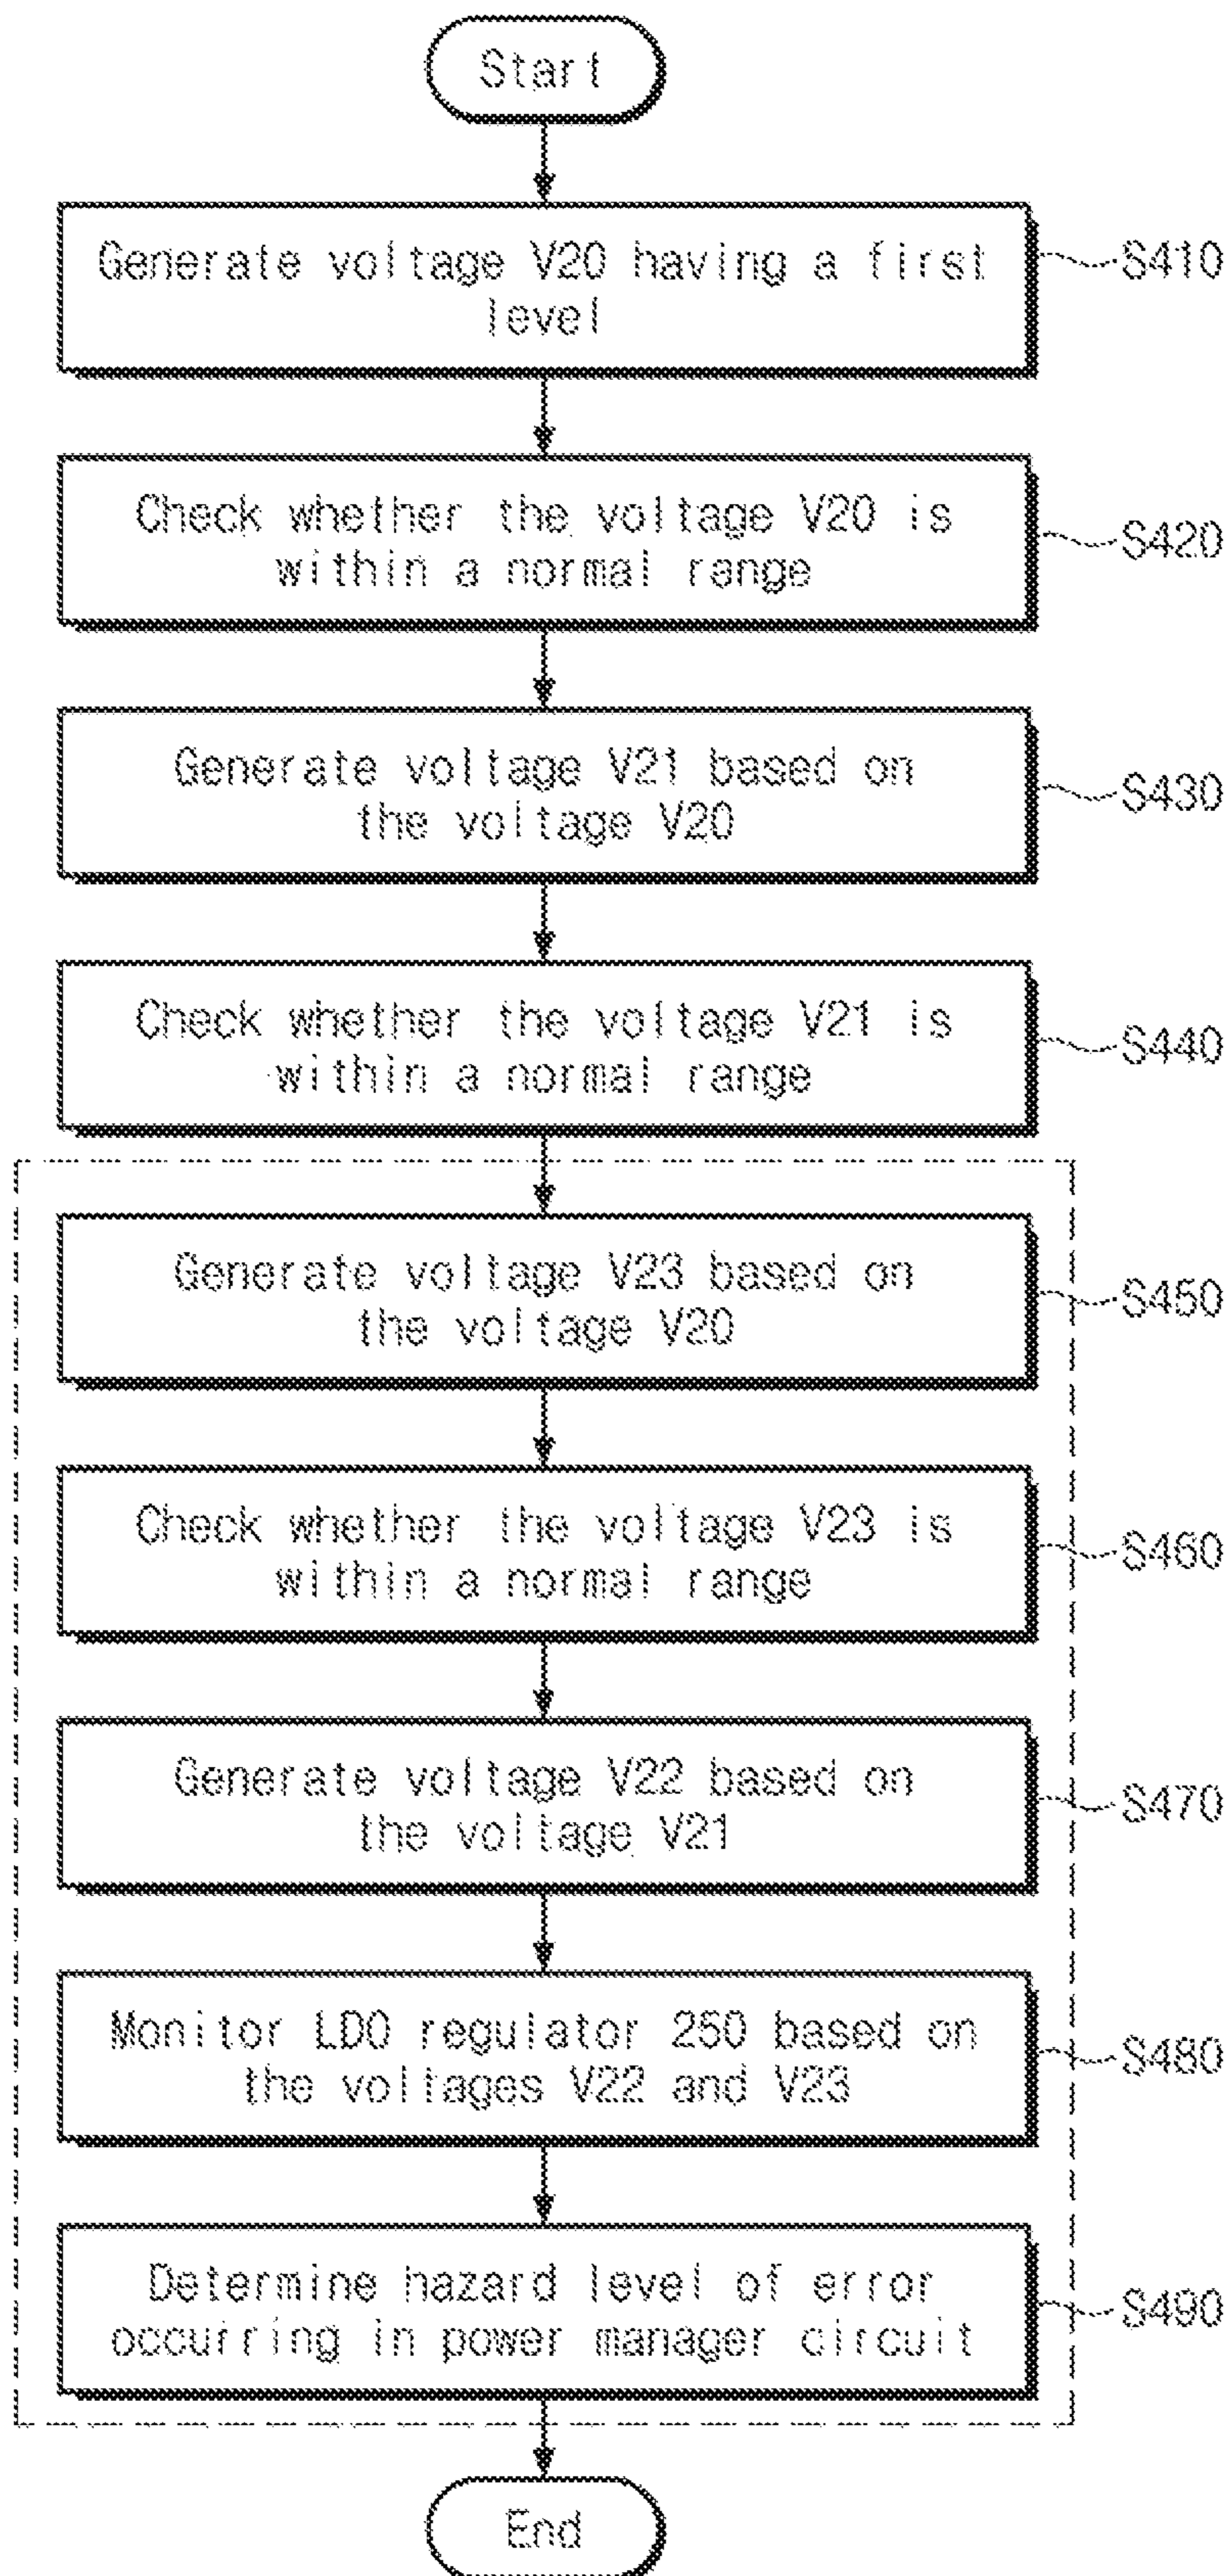 Start
Generate voltage V20 having a first
level
S410
Check whether the voltage V20 is
within a normal range
S420
Generate voltage V21 based on
the voltage V20
S430
Check whether the voltage V21 is
within a normal range
S440
Generate voltage V23 based on
the voltage V20
S450
Check whether the voltage V23 is
within a normal range
S460
Generate voltage V22 based on
the voltage V21
S470
Monitor LDO regulator 250 based on
the voltages V22 and V23
S480
Determine hazard level of error
occurring in power manager circuit
S490
End